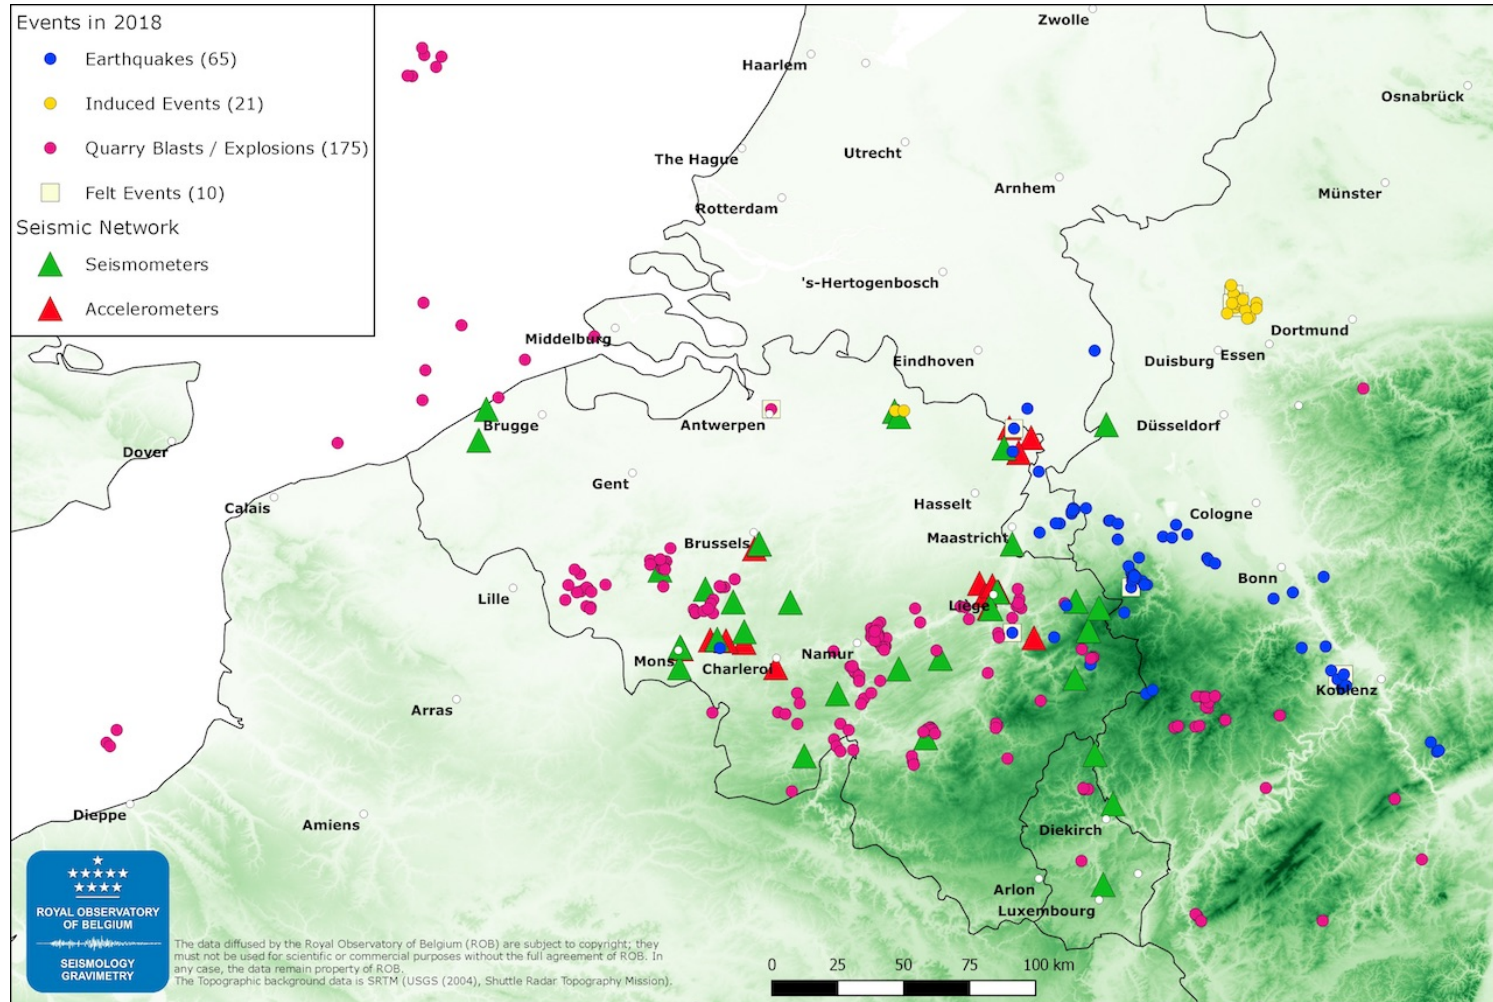 Events in 2018
Earthquakes (65)
Induced Events (21)
Quarry Blasts / Explosions (175)
Felt Events (10)
Seismic Network
Seismometers
Accelerometers
Zwolle
Haarlem
Osnabrück
The Hague
Utrecht
Arnhem
Münster
Rotterdam
's-Hertogenbosch
Middelburg
Eindhoven
Duisburg
Essen
Dortmund
Brugge
Antwerpen
Düsseldorf
Dover
Calais
Gent
Hasselt
Cologne
Brussels
Maastricht
Lille
Liège
Bonn
Mons
Charleroi
Namur
Koblenz
Arras
Dieppe
Amiens
Diekirch
Arlon
Luxembourg
ROYAL OBSERVATORY
OF BELGIUM
SEISMOLOGY
GRAVIMETRY
The data diffused by the Royal Observatory of Belgium (ROB) are subject to copyright; they
must not be used for scientific or commercial purposes without the full agreement of ROB. In
any case, the data remain property of ROB.
The Topographic background data is SRTM (USGS (2004), Shuttle Radar Topography Mission).
0 25 50 75 100 km